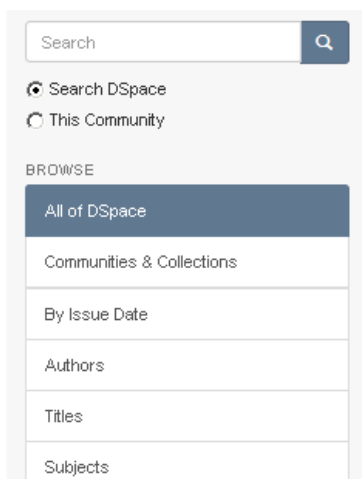 Search
Search DSpace
This Community
BROWSE
All of DSpace
Communities & Collections
By Issue Date
Authors
Titles
Subjects